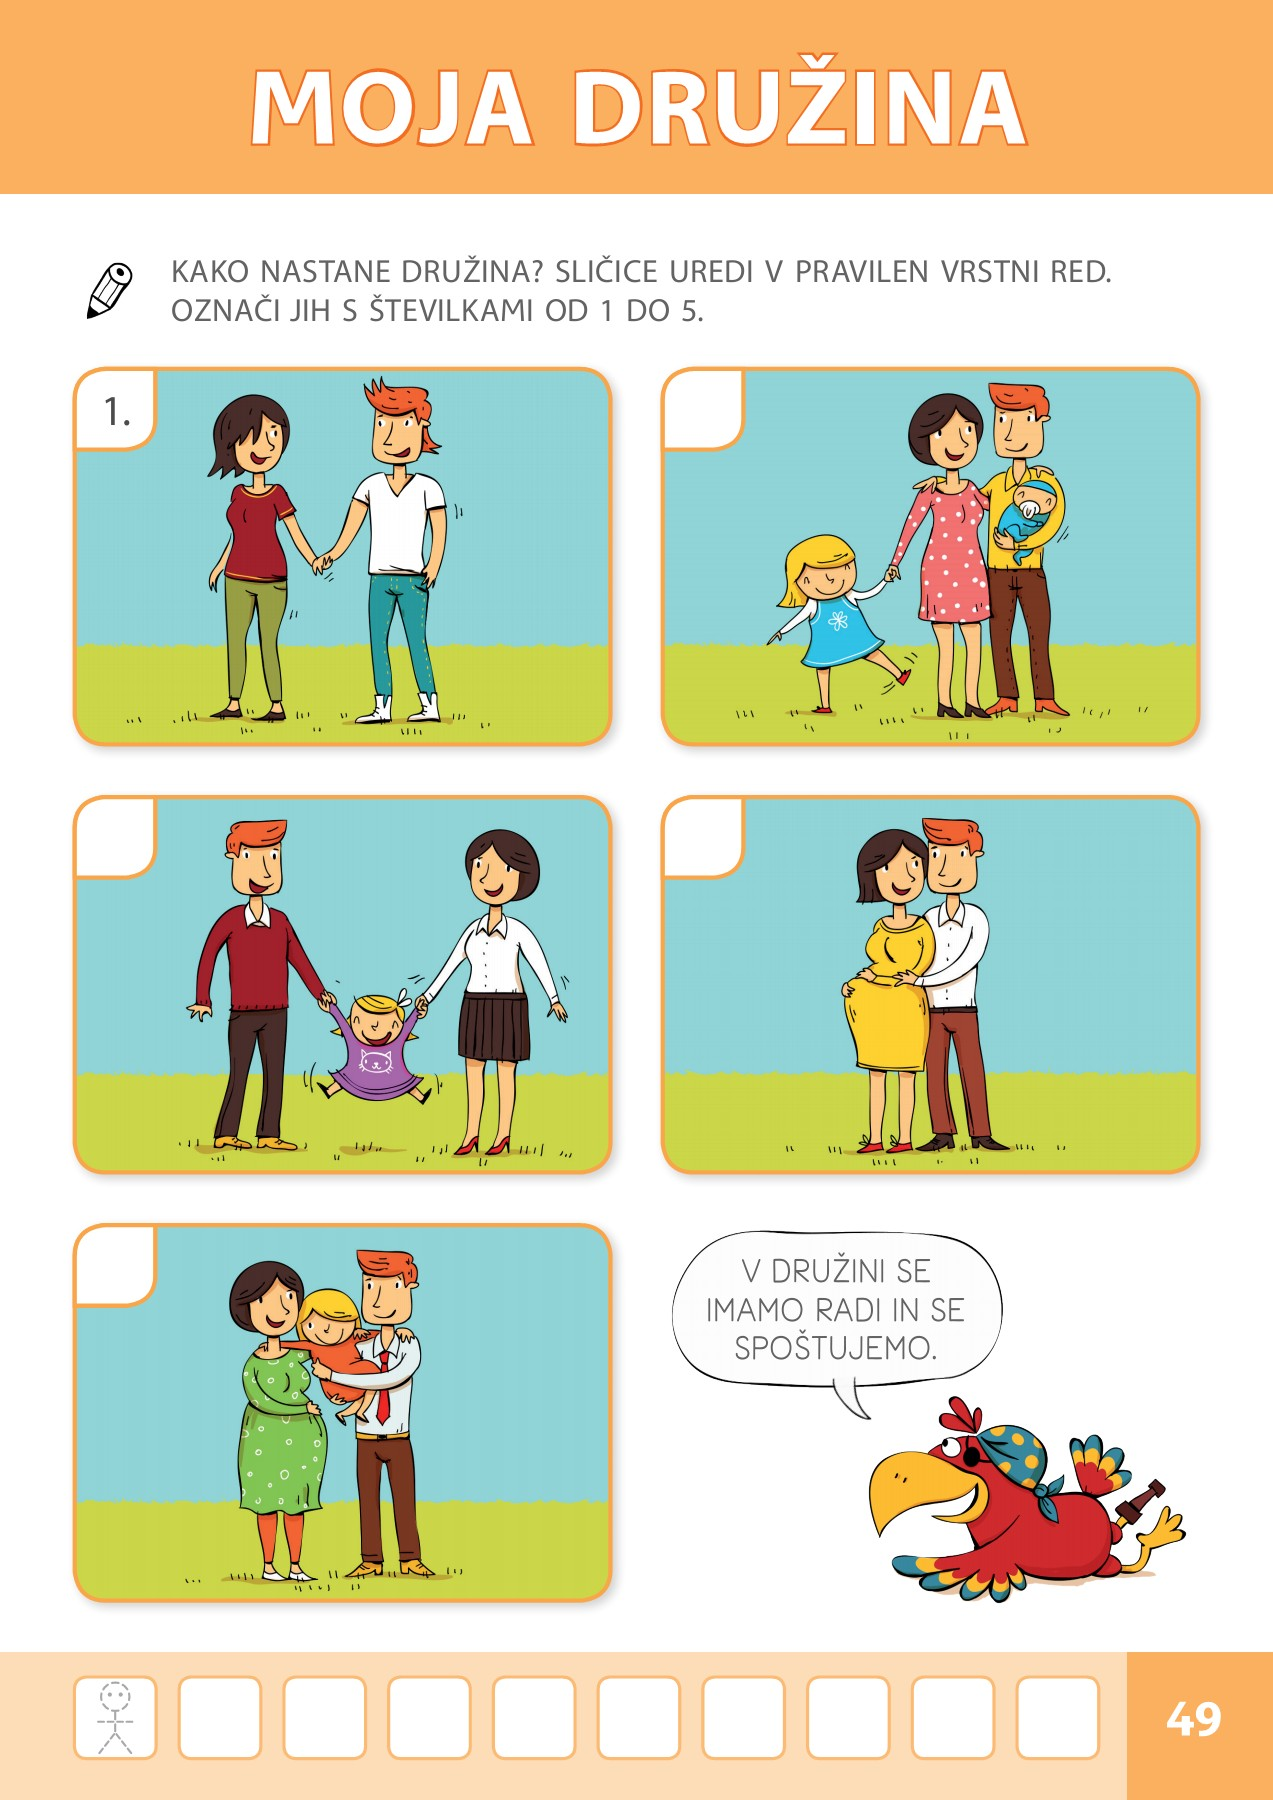 MOJA DRUŽINA
KAKO NASTANE DRUŽINA? SLIČICE UREDI V PRAVILEN VRSTNI RED.
OZNAČI JIH S ŠTEVILKAMI OD 1 DO 5.
1.
V DRUŽINI SE
IMAMO RADI IN SE
SPOŠTUJEMO.
49